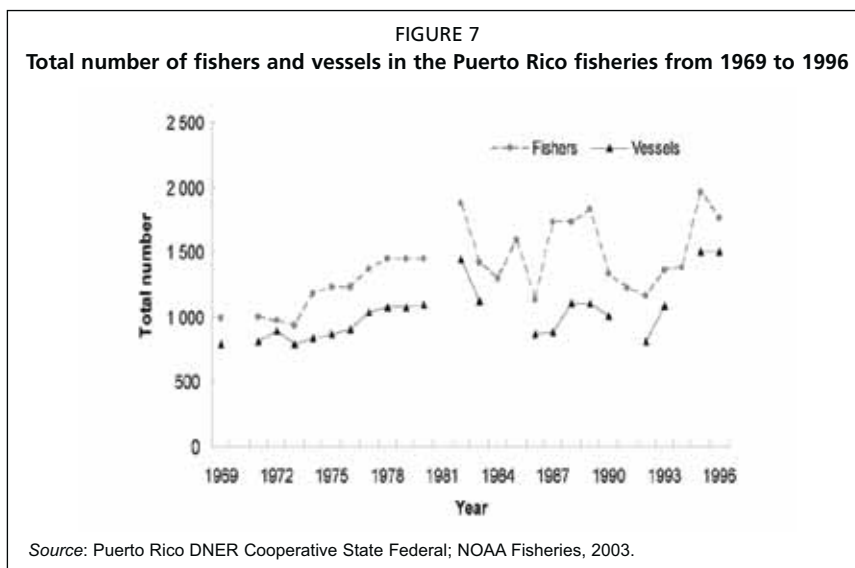 FIGURE 7
Total number of fishers and vessels in the Puerto Rico fisheries from 1969 to 1996
2 500
Fishers
Vessels
2 000
1 500
1 000
500
0
Total number
1969
1972
1975
1978
1981
1984
1987
1990
1993
1996
Year
Source: Puerto Rico DNER Cooperative State Federal; NOAA Fisheries, 2003.